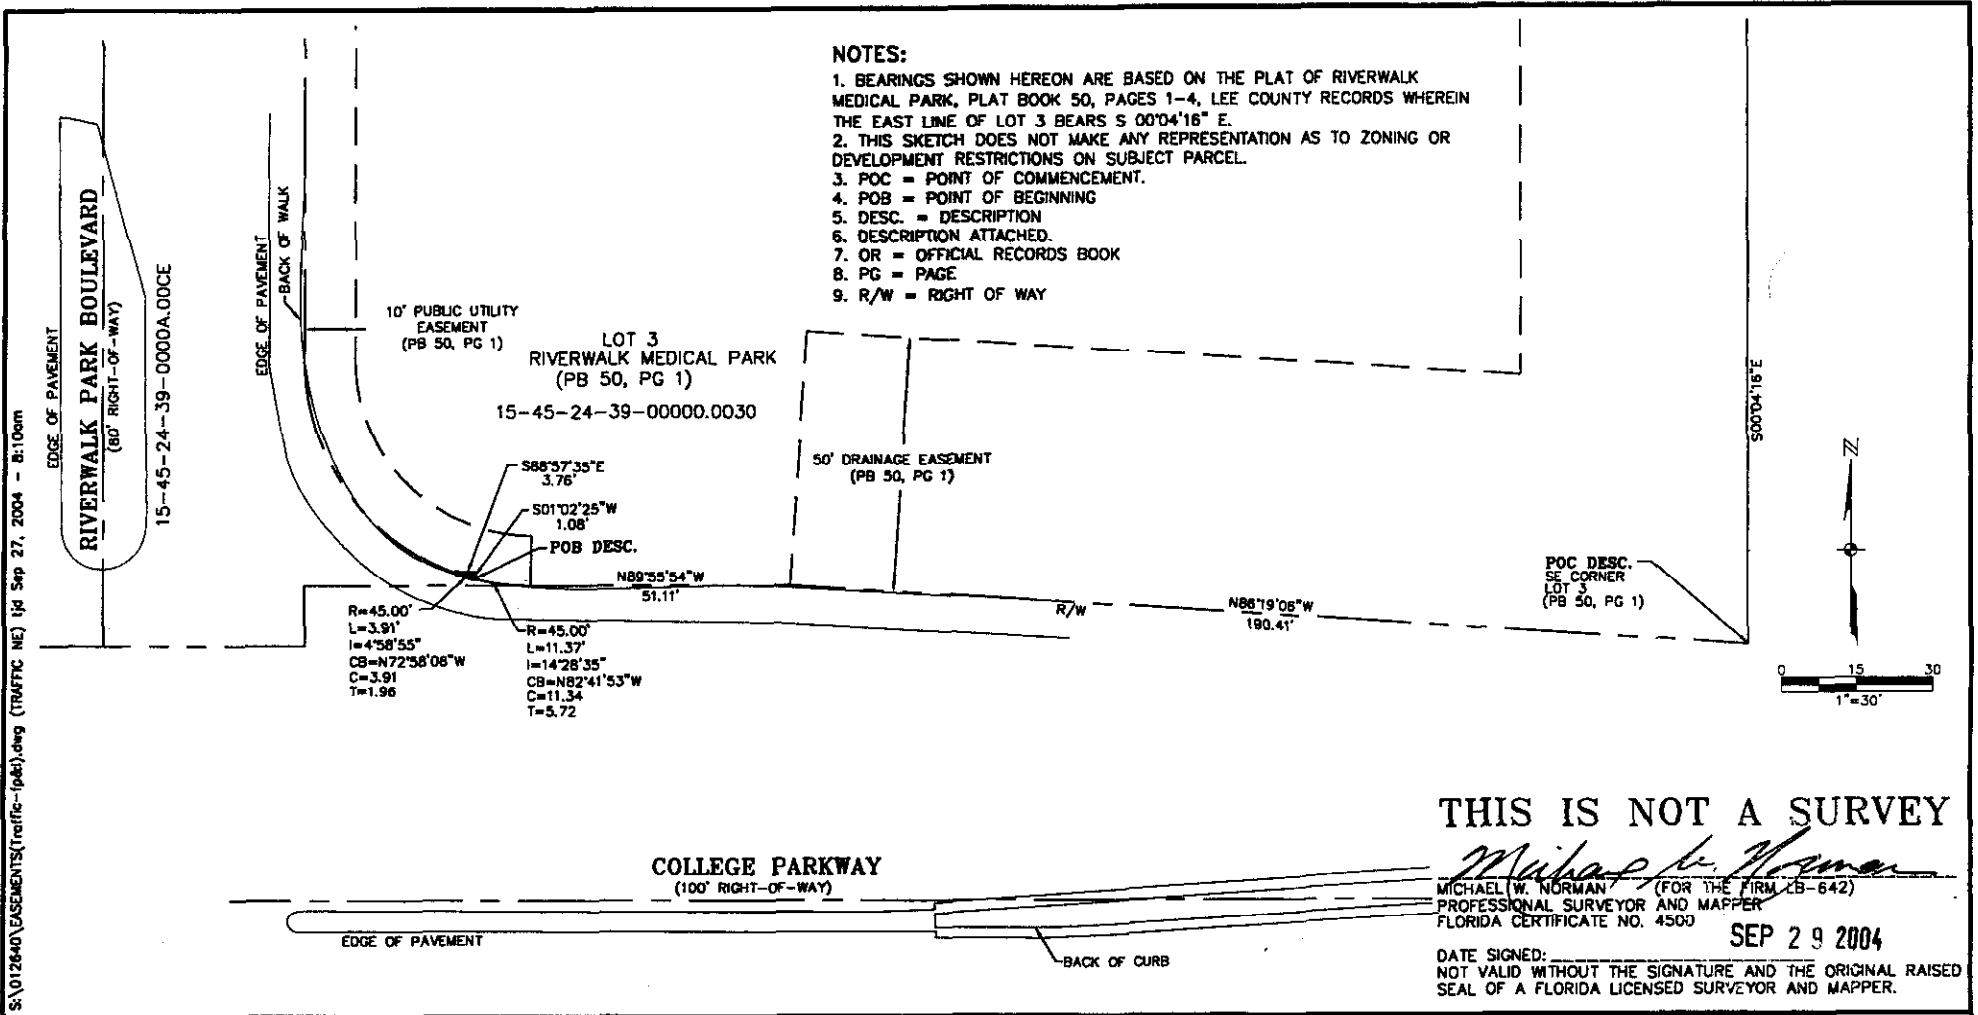 NOTES:
1. BEARINGS SHOWN HEREON ARE BASED ON THE PLAT OF RIVERWALK
MEDICAL PARK, PLAT BOOK 50, PAGES 1-4, LEE COUNTY RECORDS WHEREIN
THE EAST LINE OF LOT 3 BEARS S 00°04'16" E.
2. THIS SKETCH DOES NOT MAKE ANY REPRESENTATION AS TO ZONING OR
DEVELOPMENT RESTRICTIONS ON SUBJECT PARCEL.
3. POC = POINT OF COMMENCEMENT.
4. POB = POINT OF BEGINNING
5. DESC. = DESCRIPTION
6. DESCRIPTION ATTACHED.
7. OR = OFFICIAL RECORDS BOOK
8. PG = PAGE
9. R/W = RIGHT OF WAY
EDGE OF PAVEMENT
RIVERWALK PARK BOULEVARD
(80' RIGHT-OF-WAY)
15-45-24-39-0000A.00CE
EDGE OF PAVEMENT
BACK OF WALK
10' PUBLIC UTILITY
EASEMENT
(PB 50, PG 1)
LOT 3
RIVERWALK MEDICAL PARK
(PB 50, PG 1)
15-45-24-39-00000.0030
50' DRAINAGE EASEMENT
(PB 50, PG 1)
S00°04'16"E
S88°57'35"E
3.76'
S01°02'25"W
1.08'
POB DESC.
N89°55'54"W
51.11'
R/W
N86°19'06"W
190.41'
POC DESC.
SE CORNER
LOT 3
(PB 50, PG 1)
N
0 15 30
1"=30'
R=45.00'
L=3.91'
I=4°58'55"
CB=N72°58'08"W
C=3.91
T=1.96
R=45.00'
L=11.37'
I=14°28'35"
CB=N82°41'53"W
C=11.34
T=5.72
COLLEGE PARKWAY
(100' RIGHT-OF-WAY)
EDGE OF PAVEMENT
BACK OF CURB
THIS IS NOT A SURVEY
Michael W. Norman
MICHAEL W. NORMAN (FOR THE FIRM LB-642)
PROFESSIONAL SURVEYOR AND MAPPER
FLORIDA CERTIFICATE NO. 4500
SEP 29 2004
DATE SIGNED:
NOT VALID WITHOUT THE SIGNATURE AND THE ORIGINAL RAISED
SEAL OF A FLORIDA LICENSED SURVEYOR AND MAPPER.
S:\012640\EASEMENTS(Traffic-fp&l).dwg (TRAFFIC NE) tjd Sep 27, 2004 - 8:10am